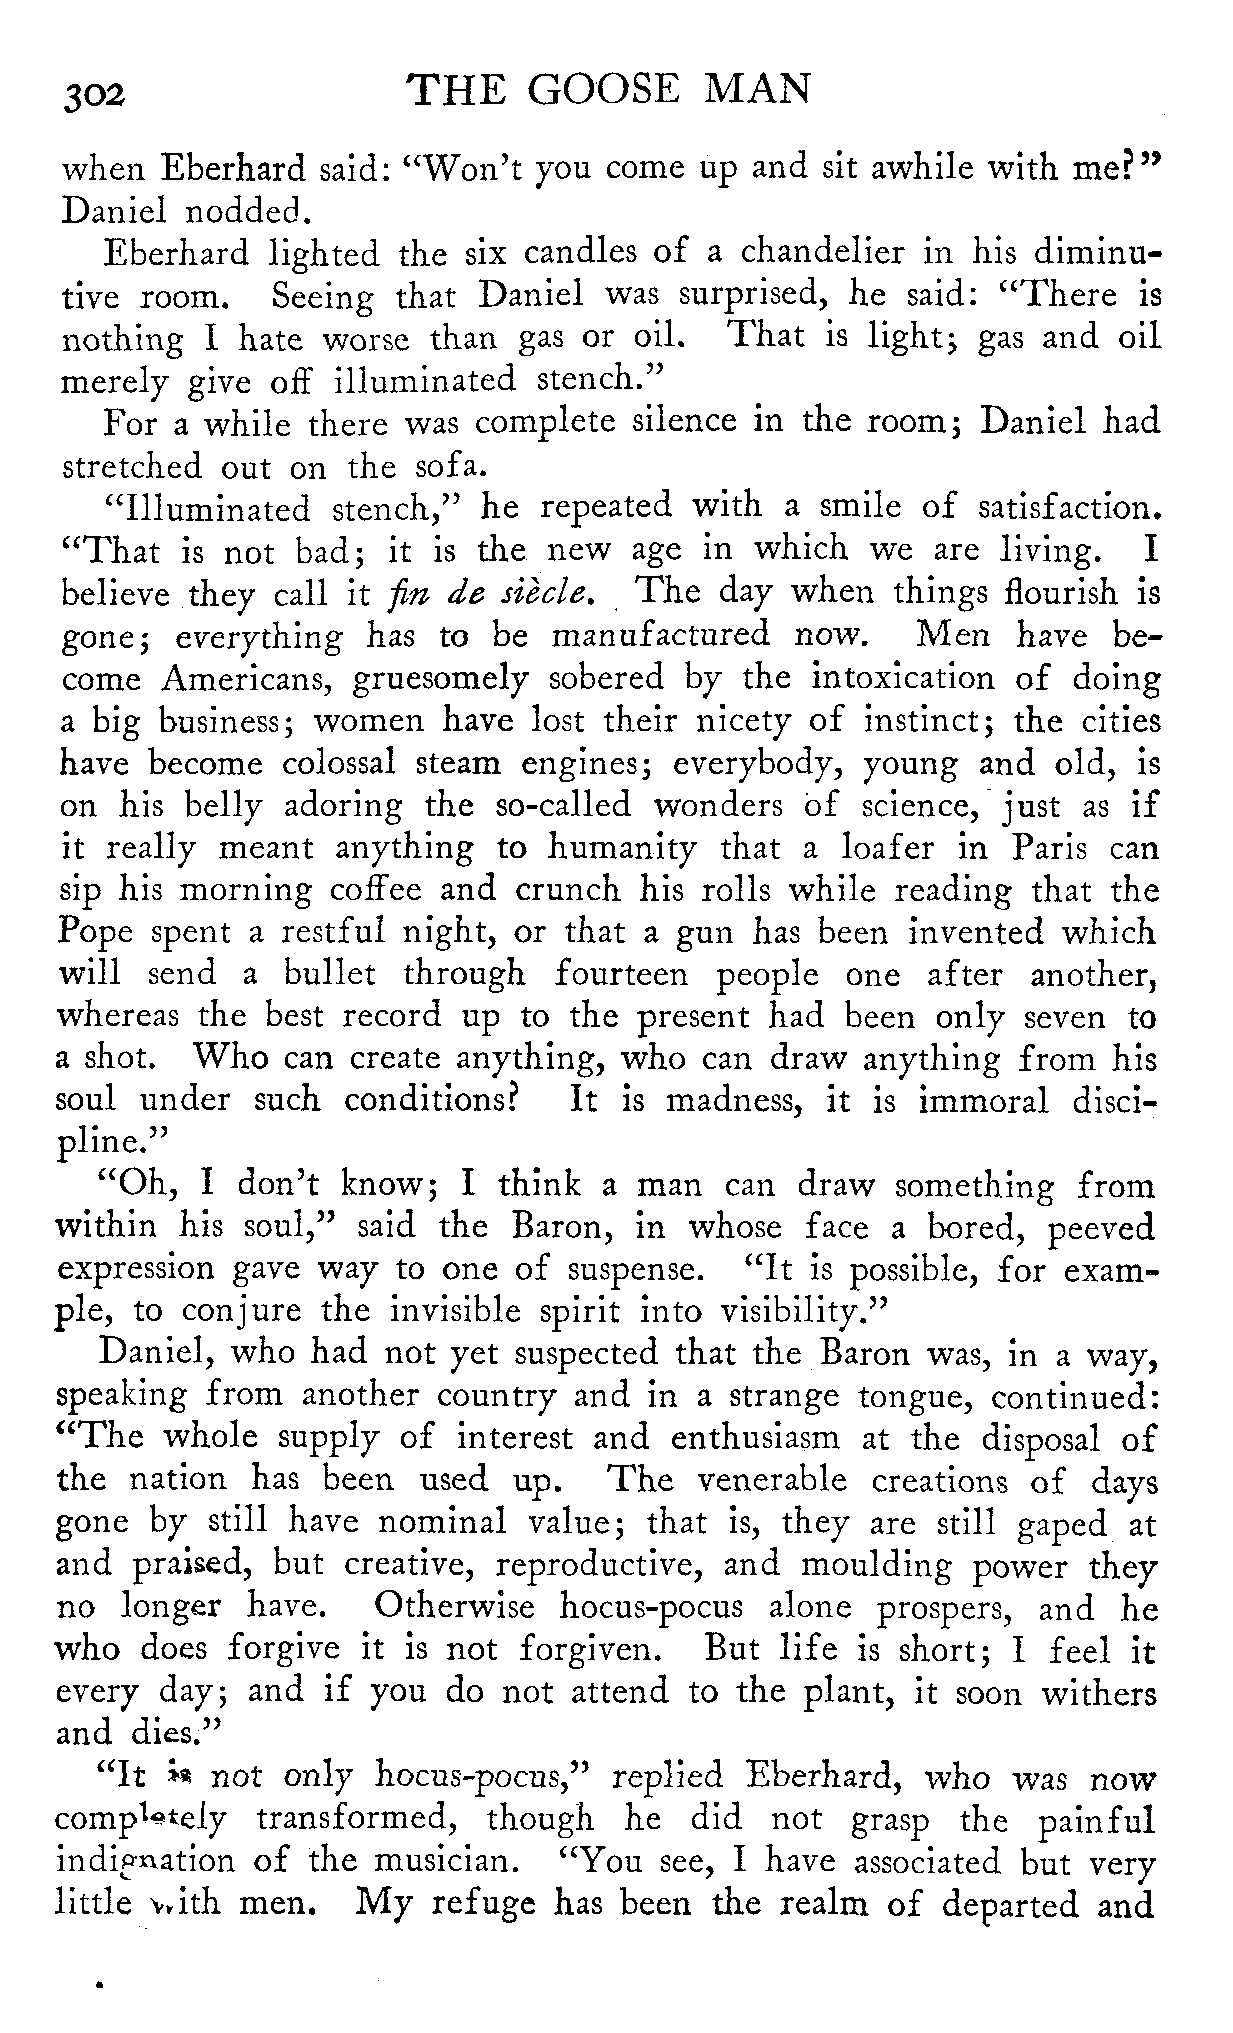 302 THE GOOSE MAN
when Eberhard said: “Won’t you come up and sit awhile with me?”
Daniel nodded.
Eberhard lighted the six candles of a chandelier in his diminu-
tive room. Seeing that Daniel was surprised, he said: “There is
nothing I hate worse than gas or oil. That is light; gas and oil
merely give off illuminated stench.”
For a while there was complete silence in the room; Daniel had
stretched out on the sofa.
“Illuminated stench,” he repeated with a smile of satisfaction.
“That is not bad; it is the new age in which we are living. I
believe they call it fin de siècle. The day when things flourish is
gone; everything has to be manufactured now. Men have be-
come Americans, gruesomely sobered by the intoxication of doing
a big business; women have lost their nicety of instinct; the cities
have become colossal steam engines; everybody, young and old, is
on his belly adoring the so-called wonders of science, just as if
it really meant anything to humanity that a loafer in Paris can
sip his morning coffee and crunch his rolls while reading that the
Pope spent a restful night, or that a gun has been invented which
will send a bullet through fourteen people one after another,
whereas the best record up to the present had been only seven to
a shot. Who can create anything, who can draw anything from his
soul under such conditions? It is madness, it is immoral disci-
pline.”
“Oh, I don’t know; I think a man can draw something from
within his soul,” said the Baron, in whose face a bored, peeved
expression gave way to one of suspense. “It is possible, for exam-
ple, to conjure the invisible spirit into visibility.”
Daniel, who had not yet suspected that the Baron was, in a way,
speaking from another country and in a strange tongue, continued:
“The whole supply of interest and enthusiasm at the disposal of
the nation has been used up. The venerable creations of days
gone by still have nominal value; that is, they are still gaped at
and praised, but creative, reproductive, and moulding power they
no longer have. Otherwise hocus-pocus alone prospers, and he
who does forgive it is not forgiven. But life is short; I feel it
every day; and if you do not attend to the plant, it soon withers
and dies.”
“It is not only hocus-pocus,” replied Eberhard, who was now
completely transformed, though he did not grasp the painful
indignation of the musician. “You see, I have associated but very
little with men. My refuge has been the realm of departed and